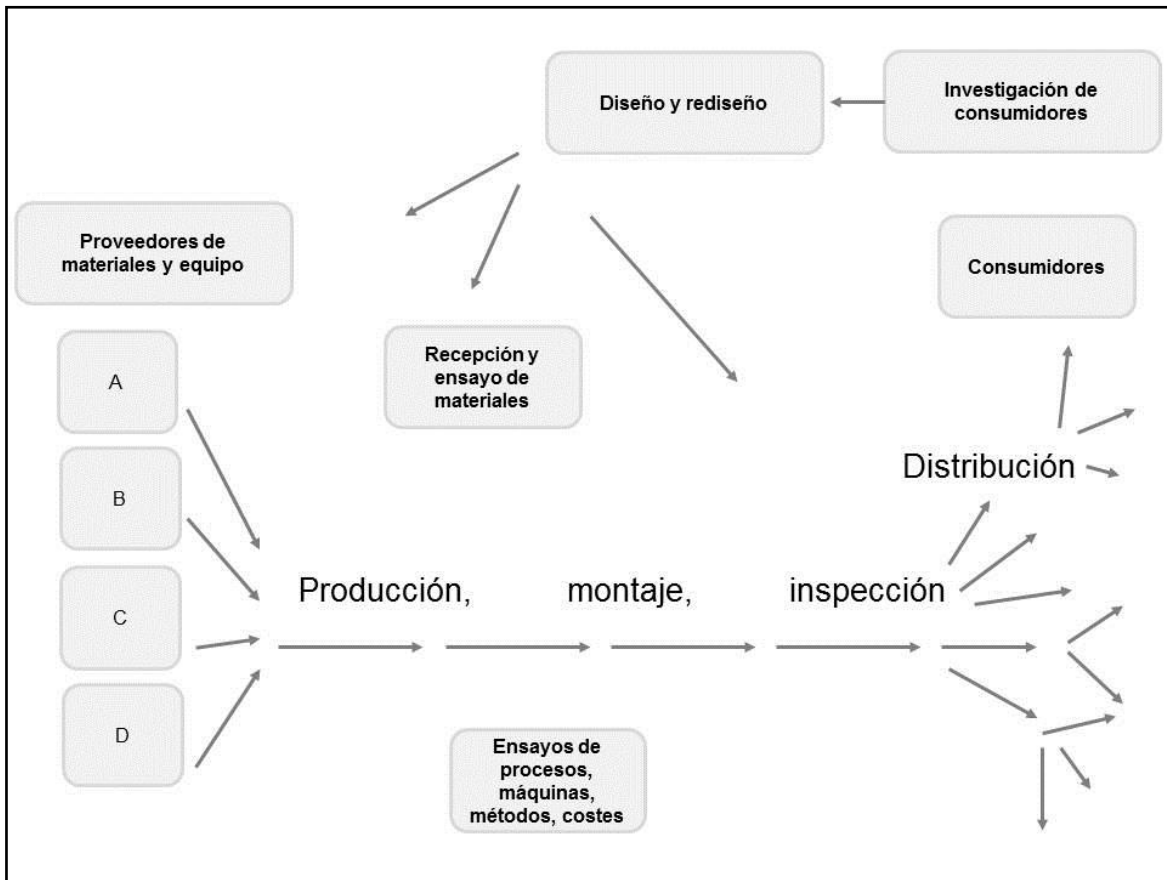 Diseño y rediseño
Investigación de
consumidores
Proveedores de
materiales y equipo
Consumidores
Recepción y
ensayo de
materiales
A
B
C
D
Distribución
Producción, montaje, inspección
Ensayos de
procesos,
máquinas,
métodos, costes